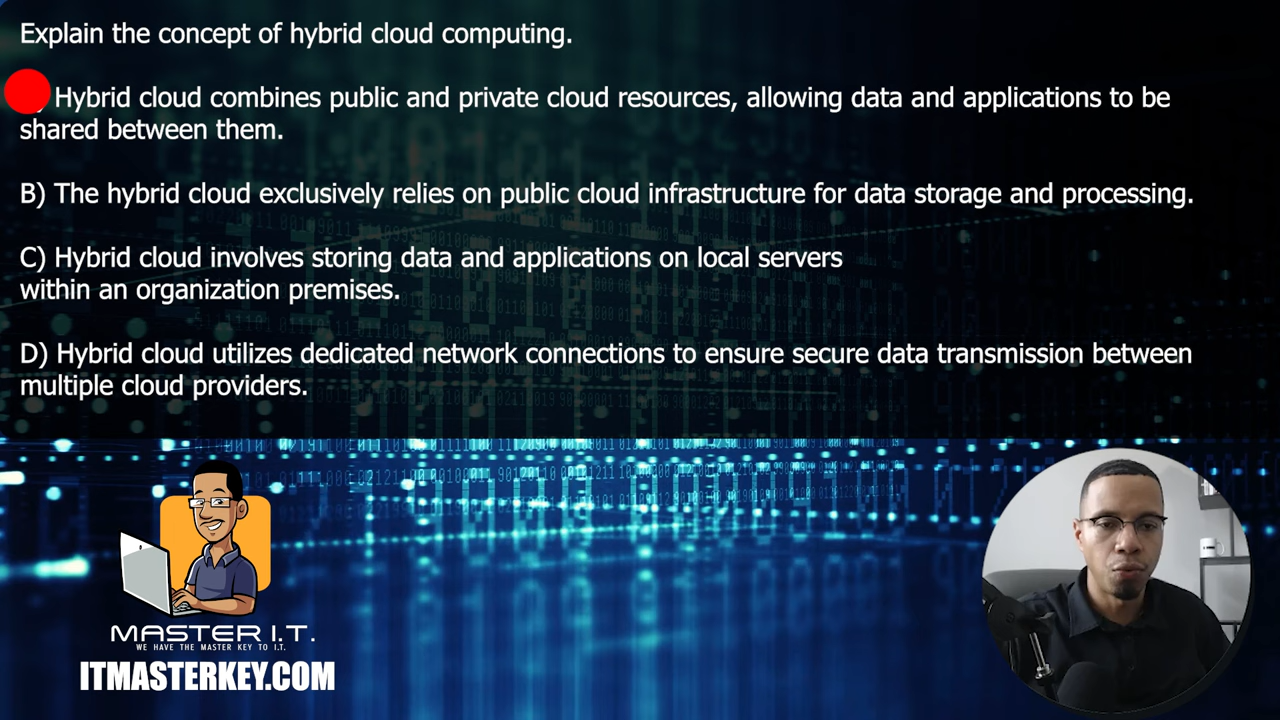 Explain the concept of hybrid cloud computing.
Hybrid cloud combines public and private cloud resources, allowing data and applications to be
shared between them.
B) The hybrid cloud exclusively relies on public cloud infrastructure for data storage and processing.
C) Hybrid cloud involves storing data and applications on local servers
within an organization premises.
D) Hybrid cloud utilizes dedicated network connections to ensure secure data transmission between
multiple cloud providers.
MASTER I.T.
WE HAVE THE MASTER KEY TO I.T.
ITMASTERKEY.COM